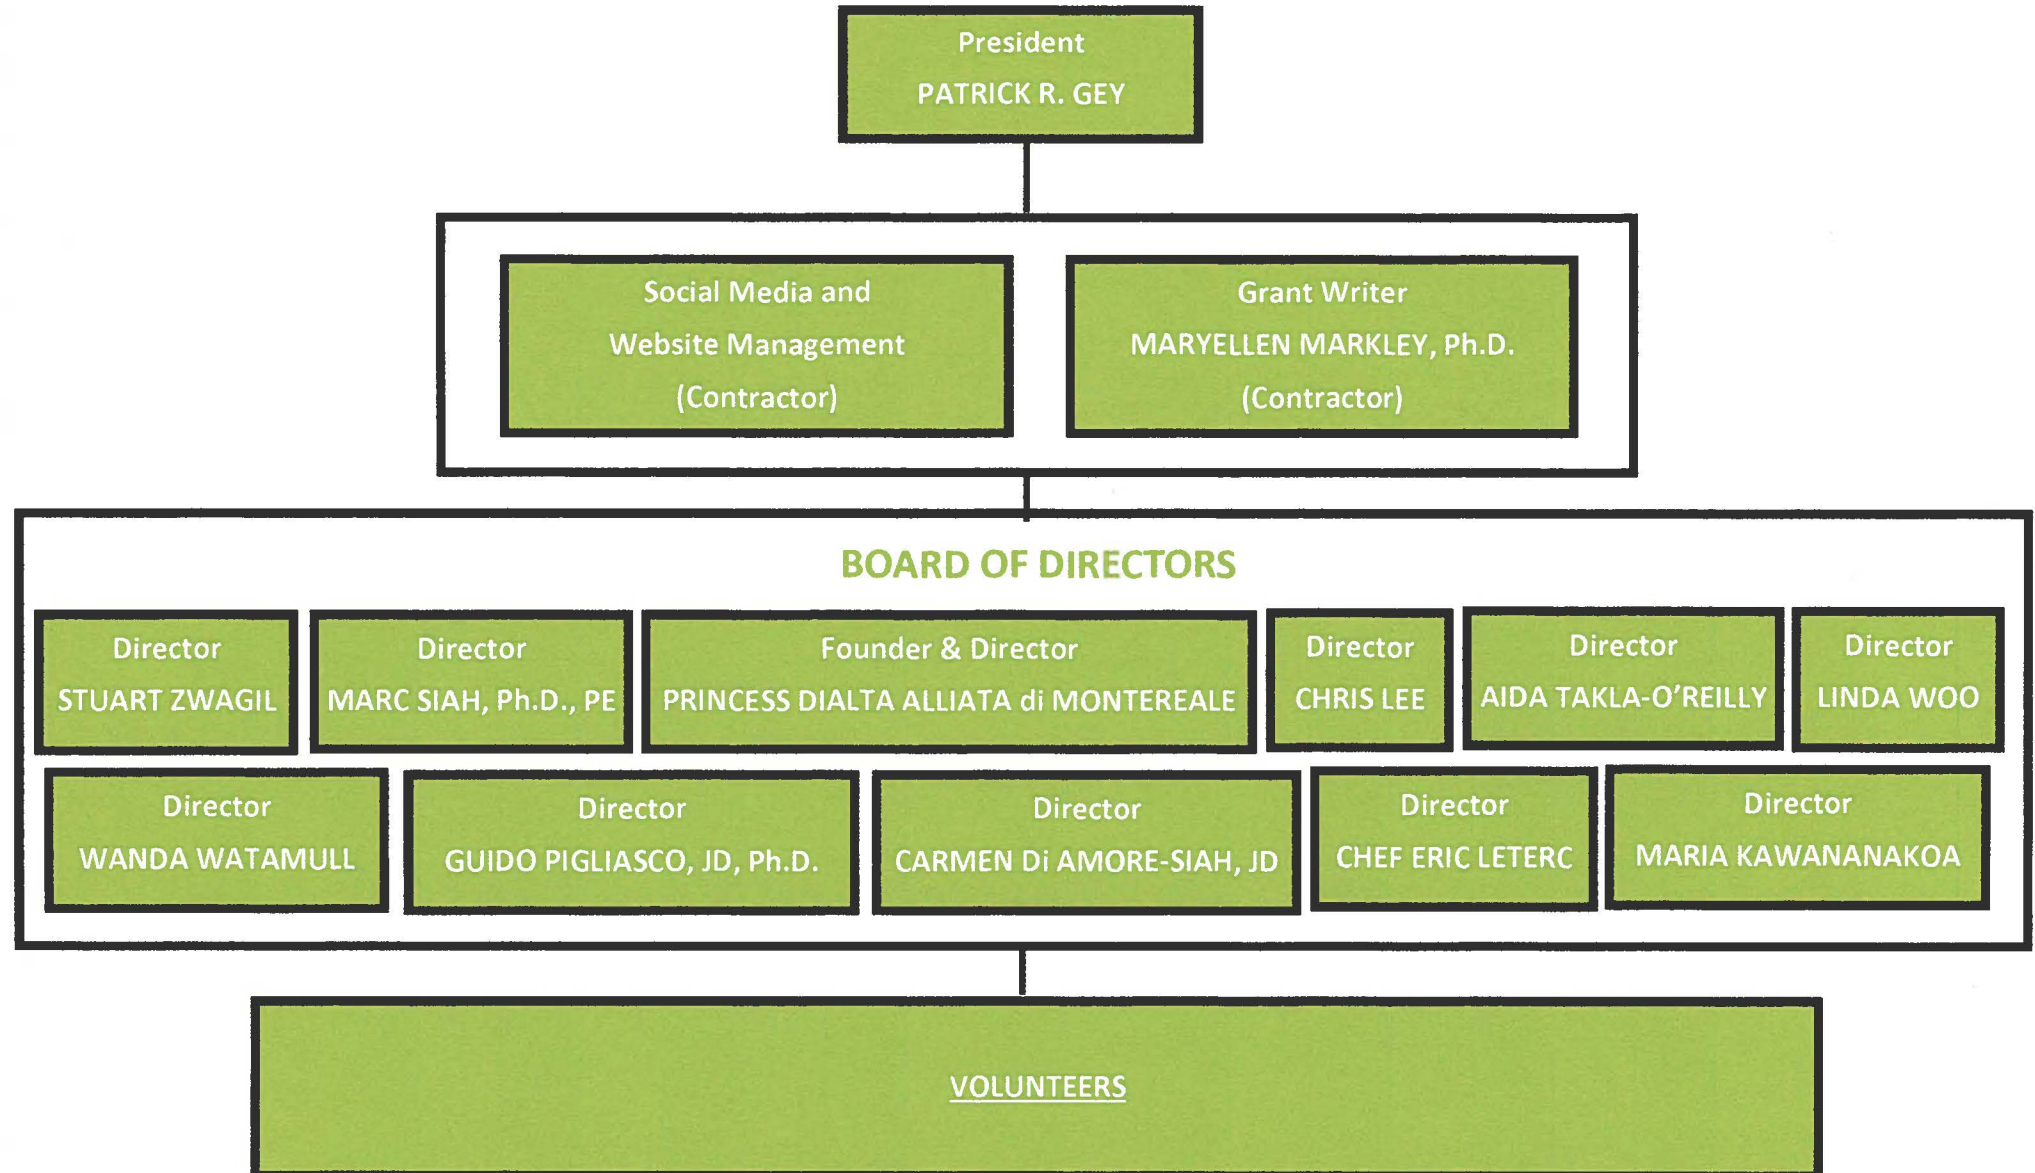 President
PATRICK R. GEY
Social Media and
Website Management
(Contractor)
Grant Writer
MARYELLEN MARKLEY, Ph.D.
(Contractor)
BOARD OF DIRECTORS
Director
STUART ZWAGIL
Director
MARC SIAH, Ph.D., PE
Founder & Director
PRINCESS DIALTA ALLIATA di MONTEREALE
Director
CHRIS LEE
Director
AIDA TAKLA-O'REILLY
Director
LINDA WOO
Director
WANDA WATAMULL
Director
GUIDO PIGLIASCO, JD, Ph.D.
Director
CARMEN Di AMORE-SIAH, JD
Director
CHEF ERIC LETERC
Director
MARIA KAWANANAKOA
VOLUNTEERS